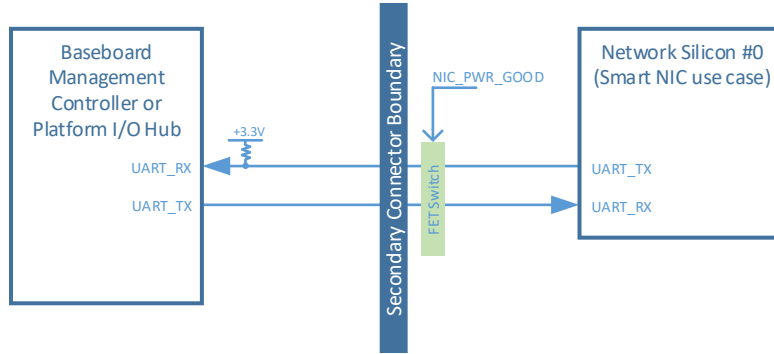 Baseboard
Management
Controller or
Platform I/O Hub
+3.3V
UART_RX
UART_TX
Secondary Connector Boundary
NIC_PWR_GOOD
FET Switch
Network Silicon #0
(Smart NIC use case)
UART_TX
UART_RX